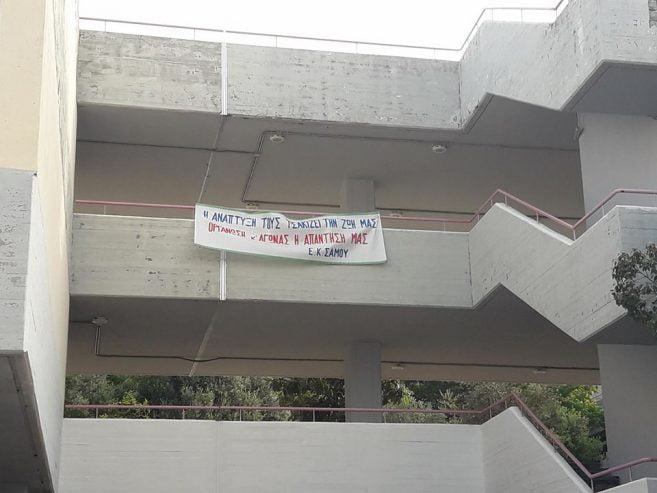 Η ΑΝΑΠΤΥΞΗ ΤΟΥΣ ΤΣΑΚΙΖΕΙ ΤΗΝ ΖΩΗ ΜΑΣ
ΟΡΓΑΝΩΣΗ κ ΑΓΩΝΑΣ Η ΑΠΑΝΤΗΣΗ ΜΑΣ
Ε.Κ ΣΑΜΟΥ